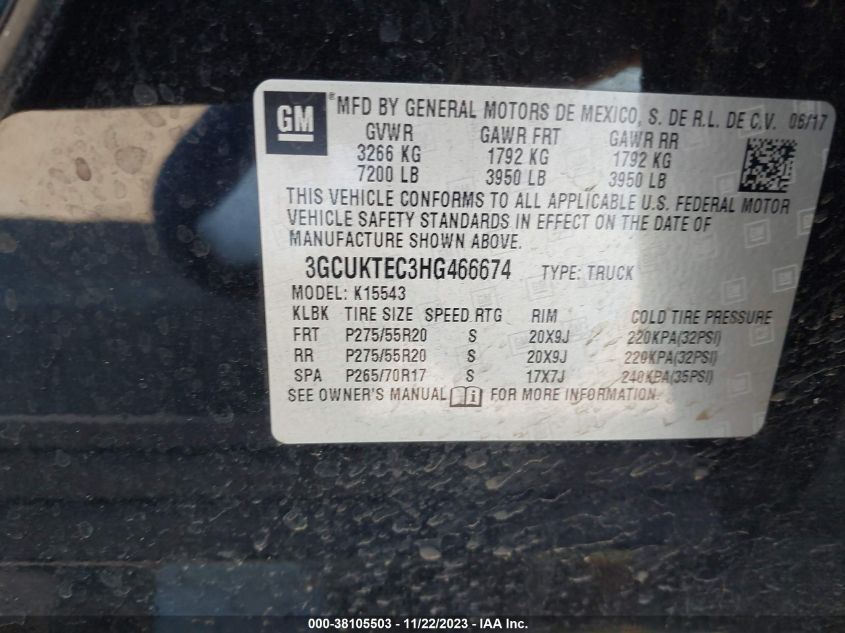 GM
® MFD BY GENERAL MOTORS DE MEXICO, S. DE R.L. DE C.V. 06/17
GVWR GAWR FRT GAWR RR
3266 KG 1792 KG 1792 KG
7200 LB 3950 LB 3950 LB
THIS VEHICLE CONFORMS TO ALL APPLICABLE U.S. FEDERAL MOTOR
VEHICLE SAFETY STANDARDS IN EFFECT ON THE DATE OF
MANUFACTURE SHOWN ABOVE.
3GCUKTEC3HG466674 TYPE: TRUCK
MODEL: K15543
KLBK TIRE SIZE SPEED RTG RIM COLD TIRE PRESSURE
FRT P275/55R20 S 20X9J 220KPA(32PSI)
RR P275/55R20 S 20X9J 220KPA(32PSI)
SPA P265/70R17 S 17X7J 240KPA(35PSI)
SEE OWNER'S MANUAL i FOR MORE INFORMATION.
000-38105503 - 11/22/2023 - IAA Inc.